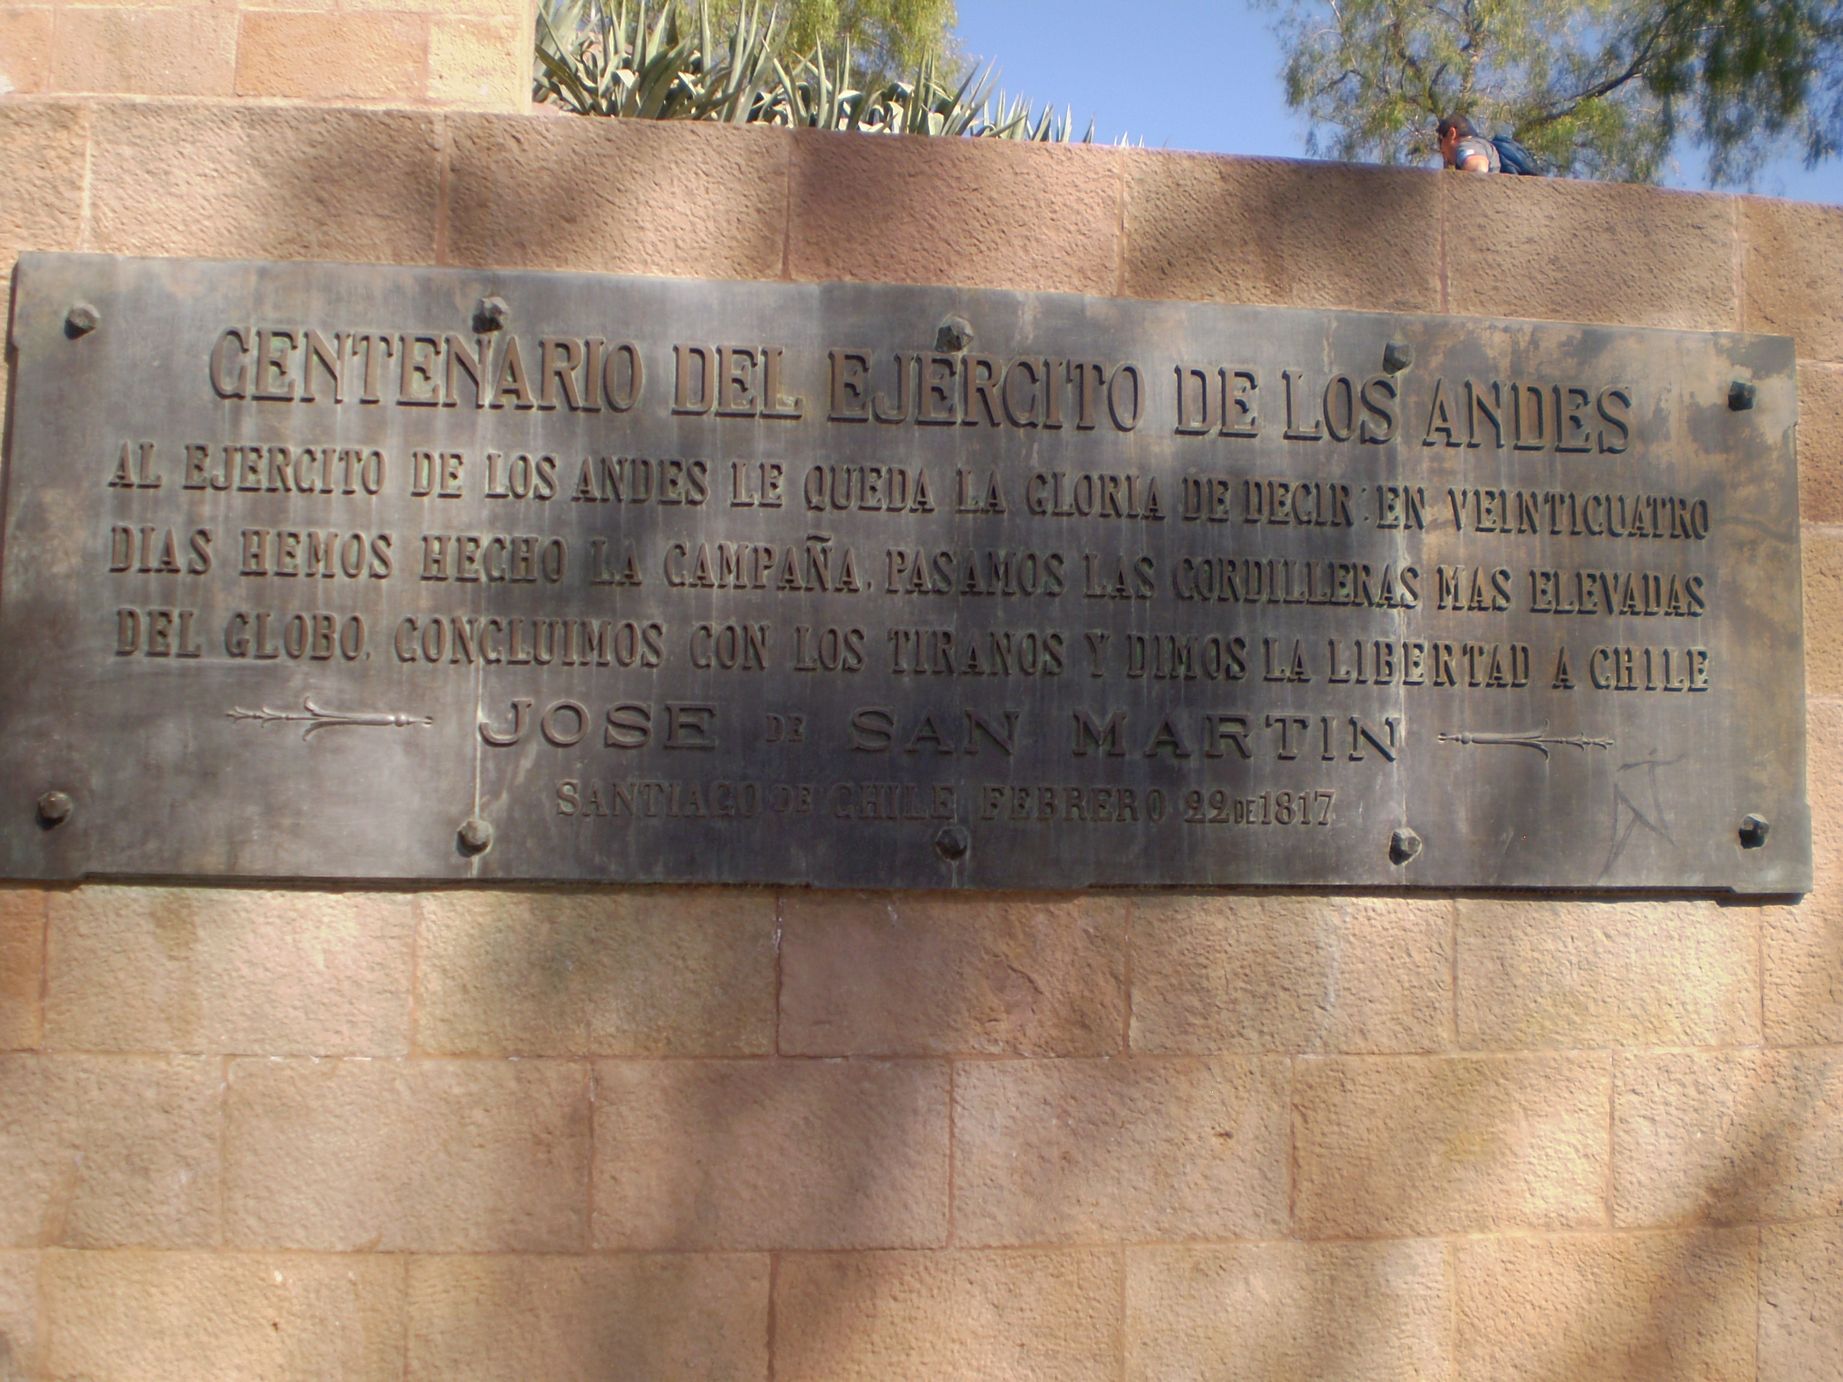 CENTENARIO DEL EJERCITO DE LOS ANDES
AL EJERCITO DE LOS ANDES LE QUEDA LA GLORIA DE DECIR: EN VEINTICUATRO
DIAS HEMOS HECHO LA CAMPAÑA, PASAMOS LAS CORDILLERAS MAS ELEVADAS
DEL GLOBO, CONCLUIMOS CON LOS TIRANOS Y DIMOS LA LIBERTAD A CHILE
JOSE DE SAN MARTIN
SANTIAGO DE CHILE FEBRERO 22 DE 1817